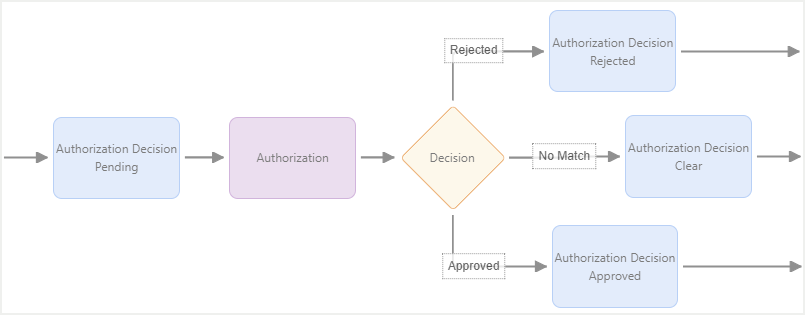 Authorization Decision
Pending
Authorization
Decision
Rejected
Authorization Decision
Rejected
No Match
Authorization Decision
Clear
Approved
Authorization Decision
Approved